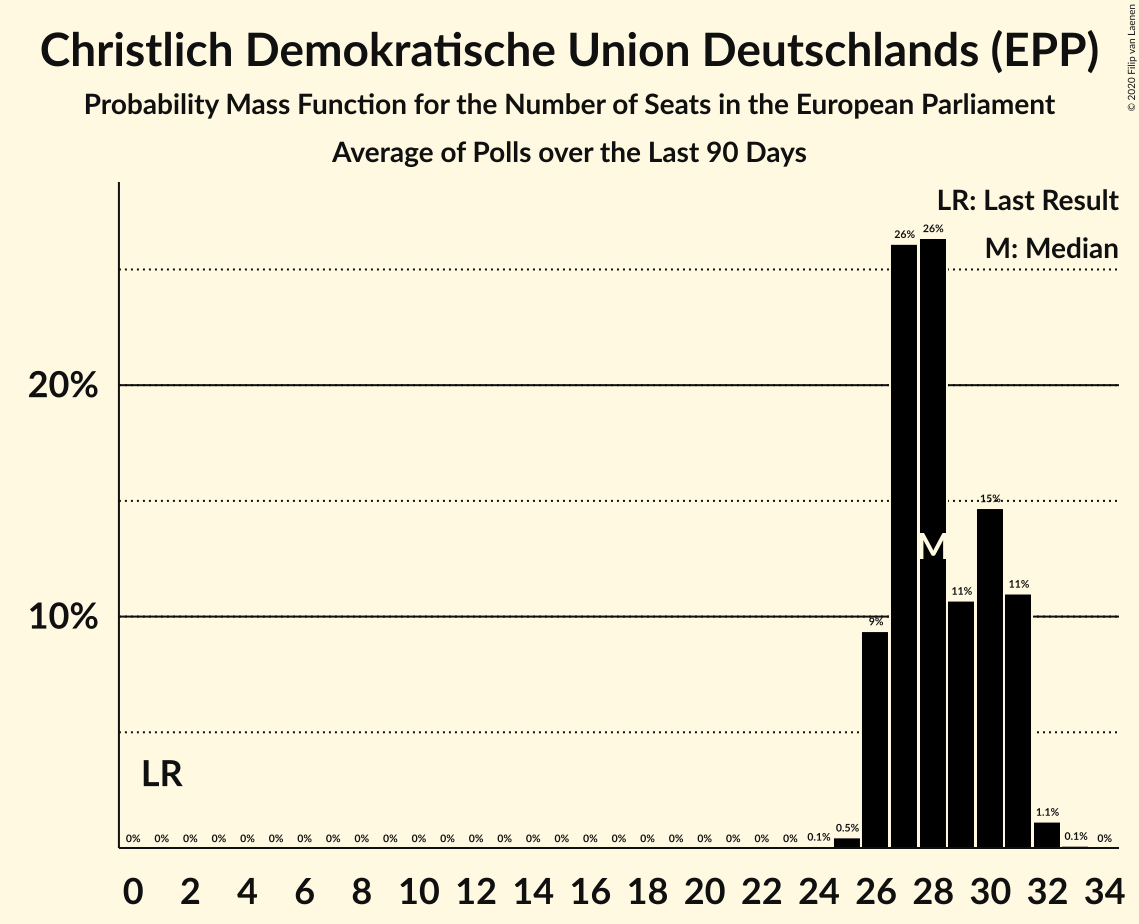 Christlich Demokratische Union Deutschlands (EPP)
Probability Mass Function for the Number of Seats in the European Parliament
Average of Polls over the Last 90 Days
© 2020 Filip van Laenen
LR: Last Result
M: Median
26% 26%
20%
15%
M
11% 11%
10%
9%
LR
1.1%
0.5%
0% 0% 0% 0% 0% 0% 0% 0% 0% 0% 0% 0% 0% 0% 0% 0% 0% 0% 0% 0% 0% 0% 0% 0% 0.1% 0.1% 0%
0 2 4 6 8 10 12 14 16 18 20 22 24 26 28 30 32 34